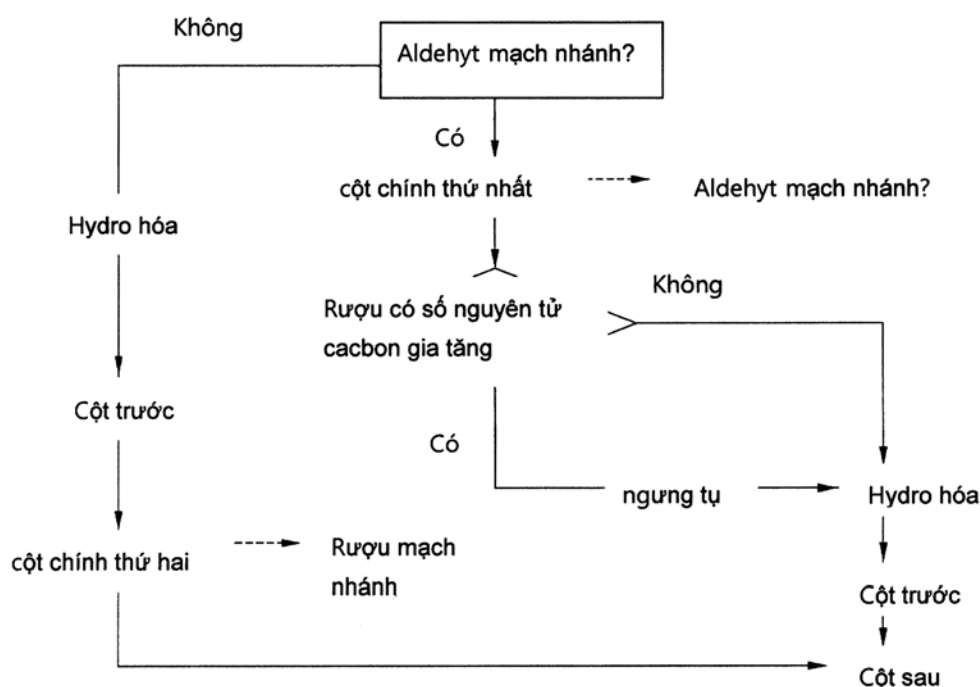 Không
Aldehyt mạch nhánh?
Có
cột chính thứ nhất
Aldehyt mạch nhánh?
Hydro hóa
Không
Rượu có số nguyên tử
cacbon gia tăng
Cột trước
Có
ngưng tụ
Hydro hóa
cột chính thứ hai
Rượu mạch
nhánh
Cột trước
Cột sau